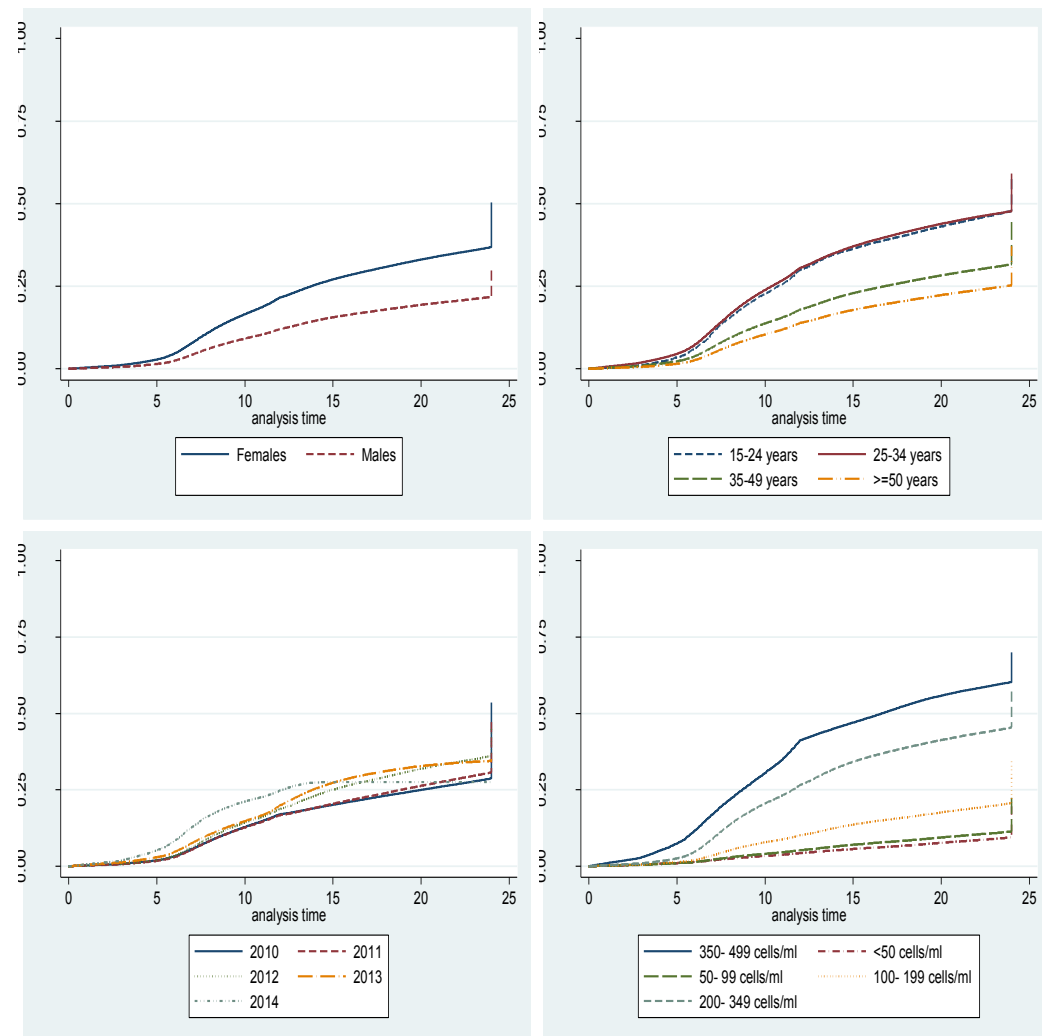 1.00
0.75
0.50
0.25
0.00
0 5 10 15 20 25
analysis time
Females Males
1.00
0.75
0.50
0.25
0.00
0 5 10 15 20 25
analysis time
15-24 years 25-34 years
35-49 years >=50 years
1.00
0.75
0.50
0.25
0.00
0 5 10 15 20 25
analysis time
2010 2011
2012 2013
2014
1.00
0.75
0.50
0.25
0.00
0 5 10 15 20 25
analysis time
350- 499 cells/ml <50 cells/ml
50- 99 cells/ml 100- 199 cells/ml
200- 349 cells/ml